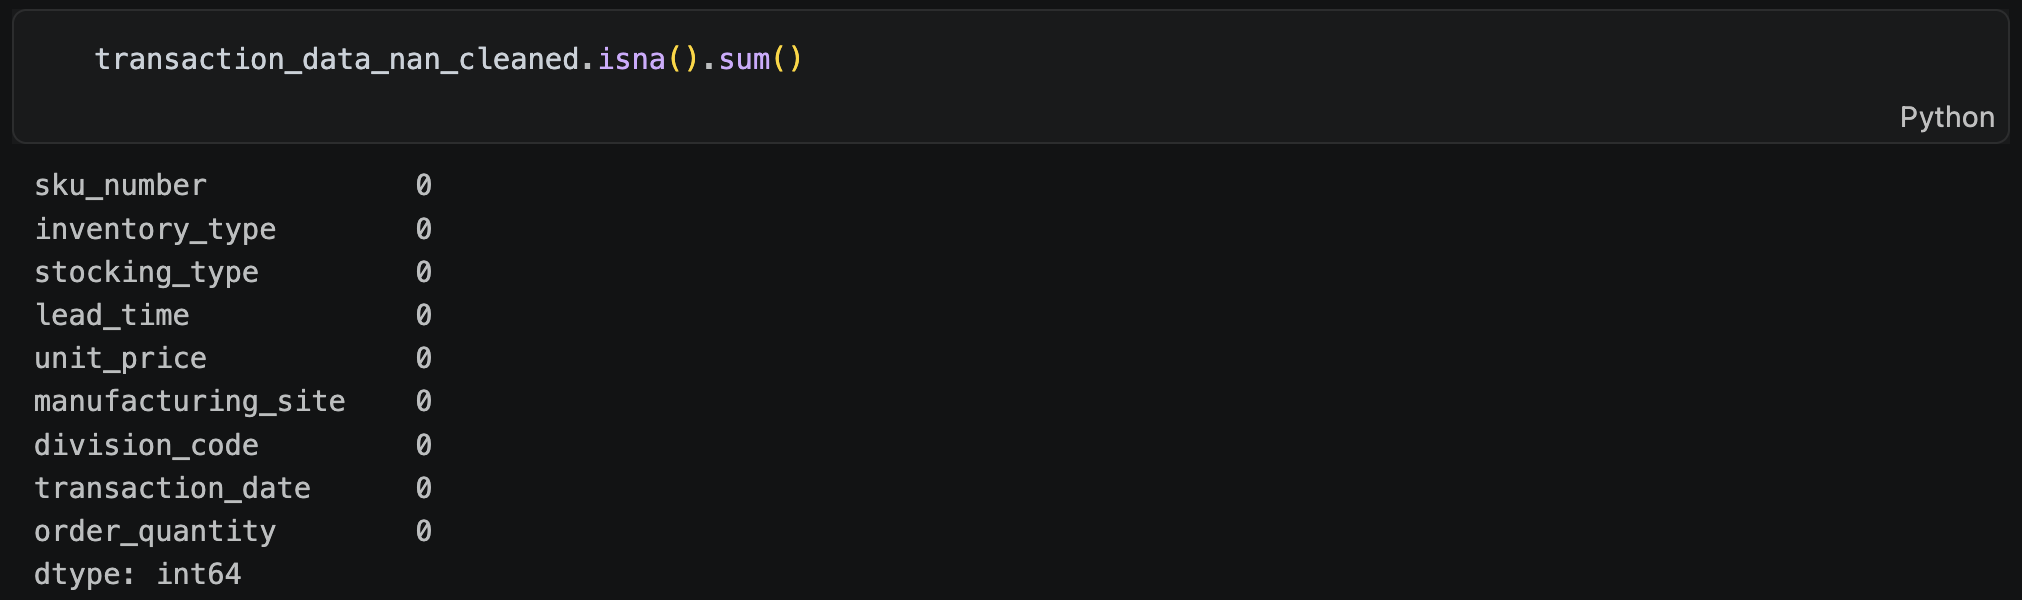 transaction_data_nan_cleaned.isna().sum()
Python
sku_number 0
inventory_type 0
stocking_type 0
lead_time 0
unit_price 0
manufacturing_site 0
division_code 0
transaction_date 0
order_quantity 0
dtype: int64